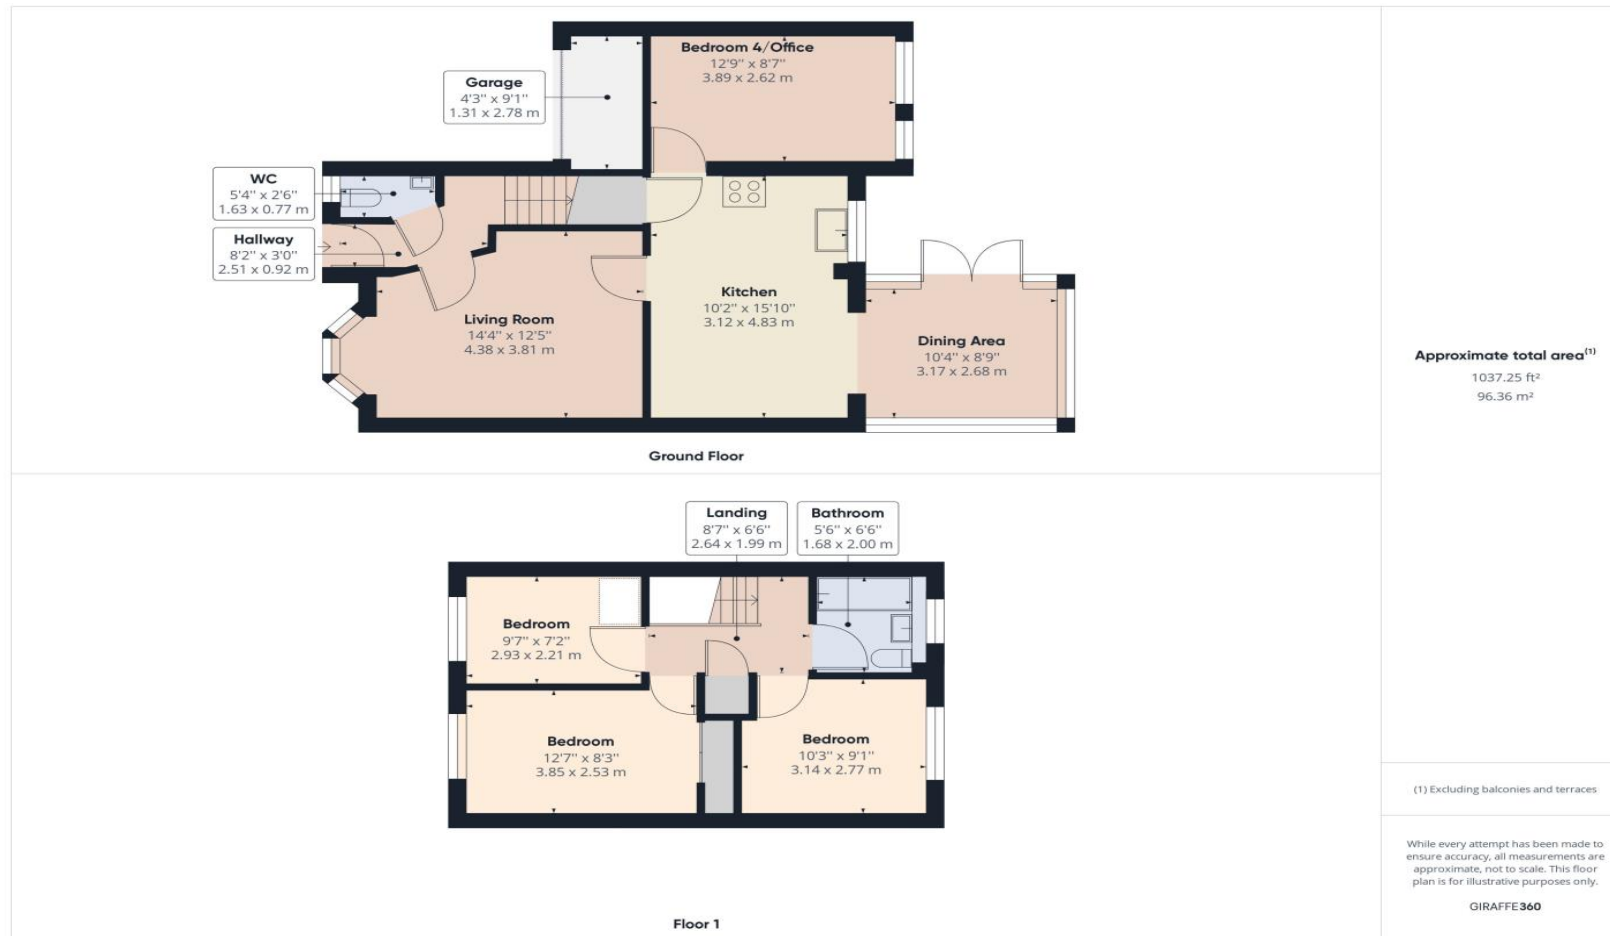 Garage
4'3" x 9'1"
1.31 x 2.78 m
Bedroom 4/Office
12'9" x 8'7"
3.89 x 2.62 m
WC
5'4" x 2'6"
1.63 x 0.77 m
Hallway
8'2" x 3'0"
2.51 x 0.92 m
Living Room
14'4" x 12'5"
4.38 x 3.81 m
Kitchen
10'2" x 15'10"
3.12 x 4.83 m
Dining Area
10'4" x 8'9"
3.17 x 2.68 m
Ground Floor
Landing
8'7" x 6'6"
2.64 x 1.99 m
Bathroom
5'6" x 6'6"
1.68 x 2.00 m
Bedroom
9'7" x 7'2"
2.93 x 2.21 m
Bedroom
12'7" x 8'3"
3.85 x 2.53 m
Bedroom
10'3" x 9'1"
3.14 x 2.77 m
Floor 1
Approximate total area(1)
1037.25 ft²
96.36 m²
(1) Excluding balconies and terraces
While every attempt has been made to
ensure accuracy, all measurements are
approximate, not to scale. This floor
plan is for illustrative purposes only.
GIRAFFE360